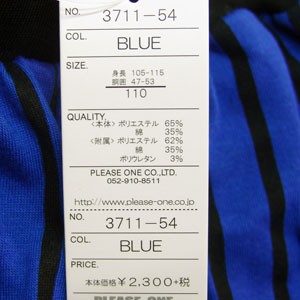 NO. 3711-54
COL. BLUE
SIZE.
身長 105-115
胴囲 47-53
110
QUALITY.
<本体> ポリエステル 65%
綿 35%
<附属> ポリエステル 62%
綿 35%
ポリウレタン 3%
PLEASE ONE CO.,LTD.
052-910-8511
http://www.please-one.co.jp
NO. 3711-54
COL. BLUE
PRICE.
本体価格 ¥2,300+税
PLEASE ONE